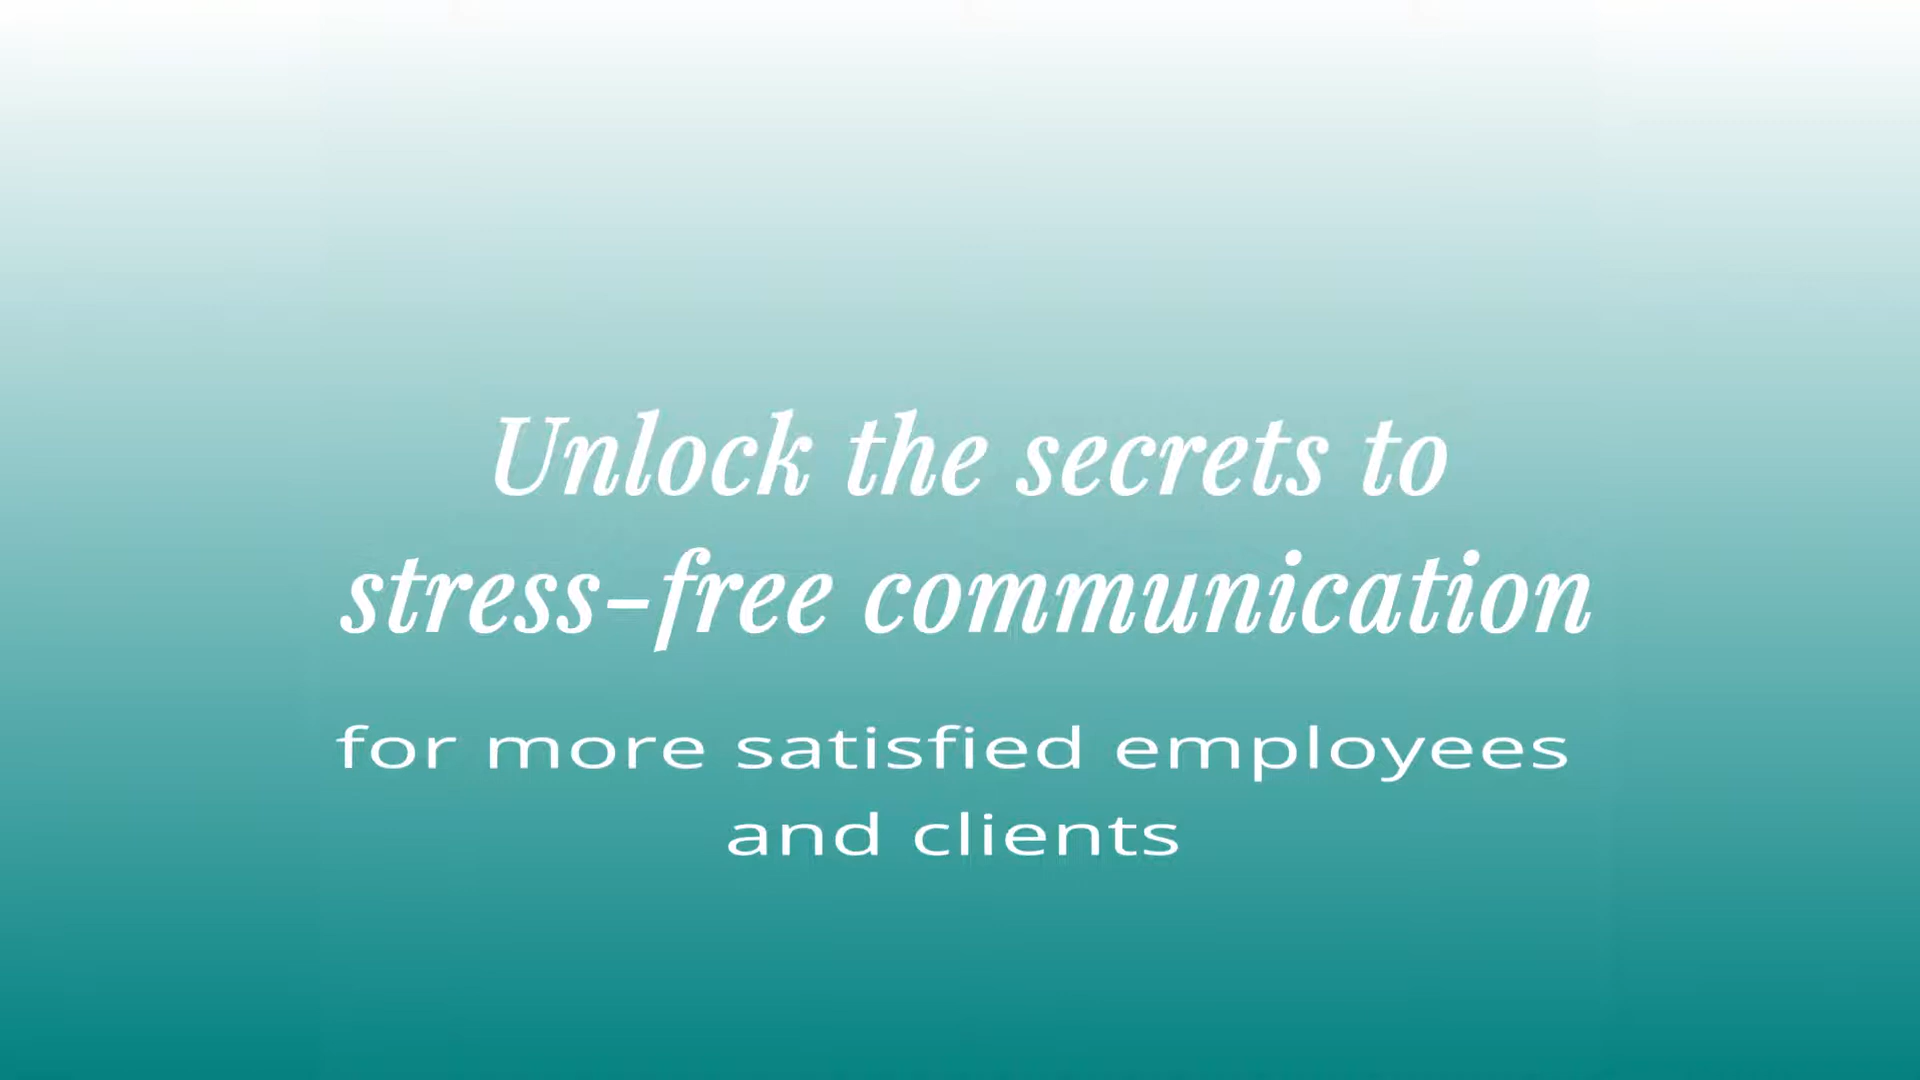 Unlock the secrets to
stress-free communication
for more satisfied employees
and clients